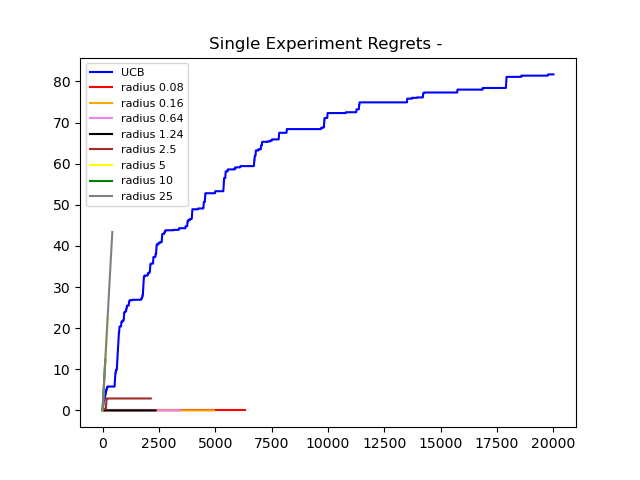 Single Experiment Regrets -
UCB
radius 0.08
radius 0.16
radius 0.64
radius 1.24
radius 2.5
radius 5
radius 10
radius 25
80
70
60
50
40
30
20
10
0
0 2500 5000 7500 10000 12500 15000 17500 20000